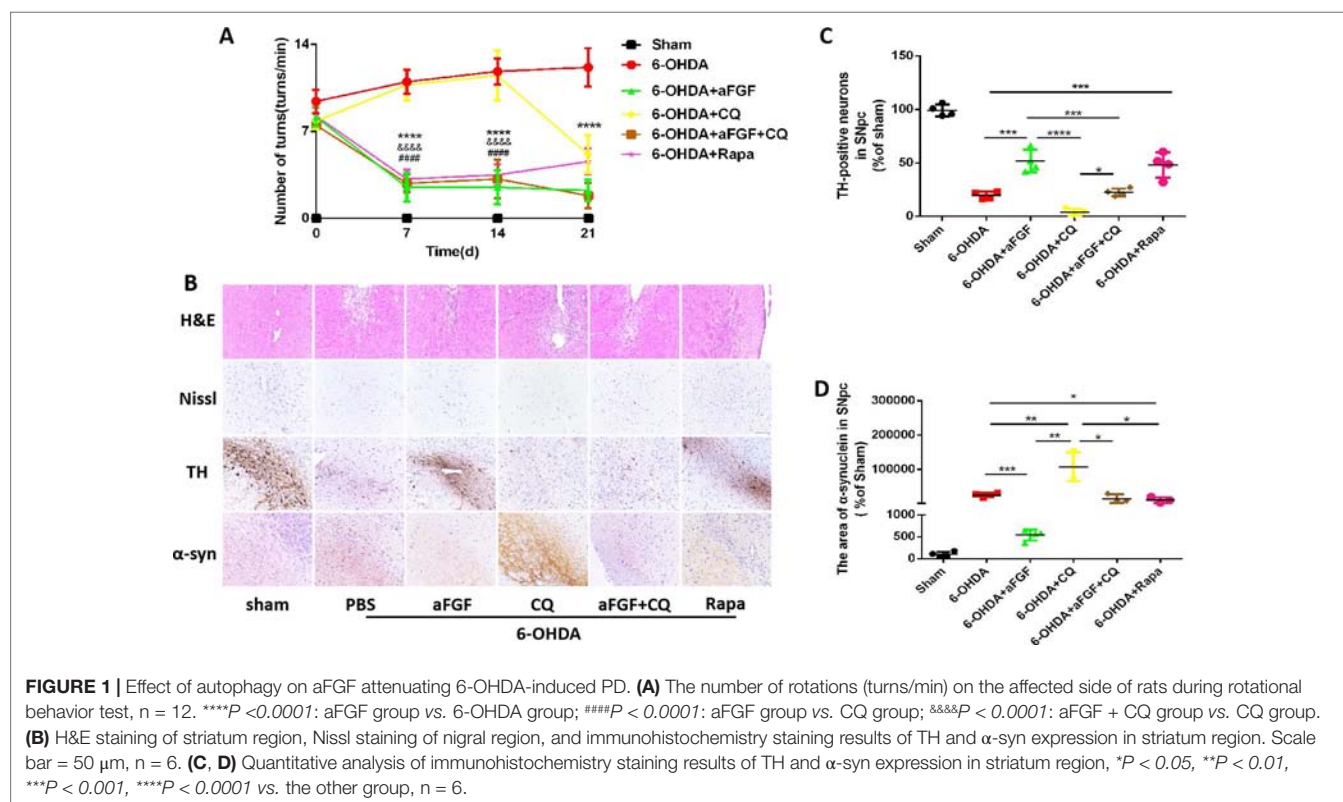 A
Number of turns(turns/min)
14
7
0
0 7 14 21
Time(d)
****
&&&&
####
****
&&&&
####
****
Sham
6-OHDA
6-OHDA+aFGF
6-OHDA+CQ
6-OHDA+aFGF+CQ
6-OHDA+Rapa
B
H&E
Nissl
TH
α-syn
sham PBS aFGF CQ aFGF+CQ Rapa
6-OHDA
C
TH-positive neurons
in SNpc
(%of sham)
150
100
50
0
***
***
*** ****
*
Sham
6-OHDA
6-OHDA+aFGF
6-OHDA+CQ
6-OHDA+aFGF+CQ
6-OHDA+Rapa
D
The area of α-synuclein in SNpc
( %of Sham)
300000
200000
100000
1000
500
0
*
** *
** *
***
Sham
6-OHDA
6-OHDA+aFGF
6-OHDA+CQ
6-OHDA+aFGF+CQ
6-OHDA+Rapa
FIGURE 1 | Effect of autophagy on aFGF attenuating 6-OHDA-induced PD. (A) The number of rotations (turns/min) on the affected side of rats during rotational
behavior test, n = 12. ****P <0.0001: aFGF group vs. 6-OHDA group; ####P < 0.0001: aFGF group vs. CQ group; &&&&P < 0.0001: aFGF + CQ group vs. CQ group.
(B) H&E staining of striatum region, Nissl staining of nigral region, and immunohistochemistry staining results of TH and α-syn expression in striatum region. Scale
bar = 50 μm, n = 6. (C, D) Quantitative analysis of immunohistochemistry staining results of TH and α-syn expression in striatum region, *P < 0.05, **P < 0.01,
***P < 0.001, ****P < 0.0001 vs. the other group, n = 6.